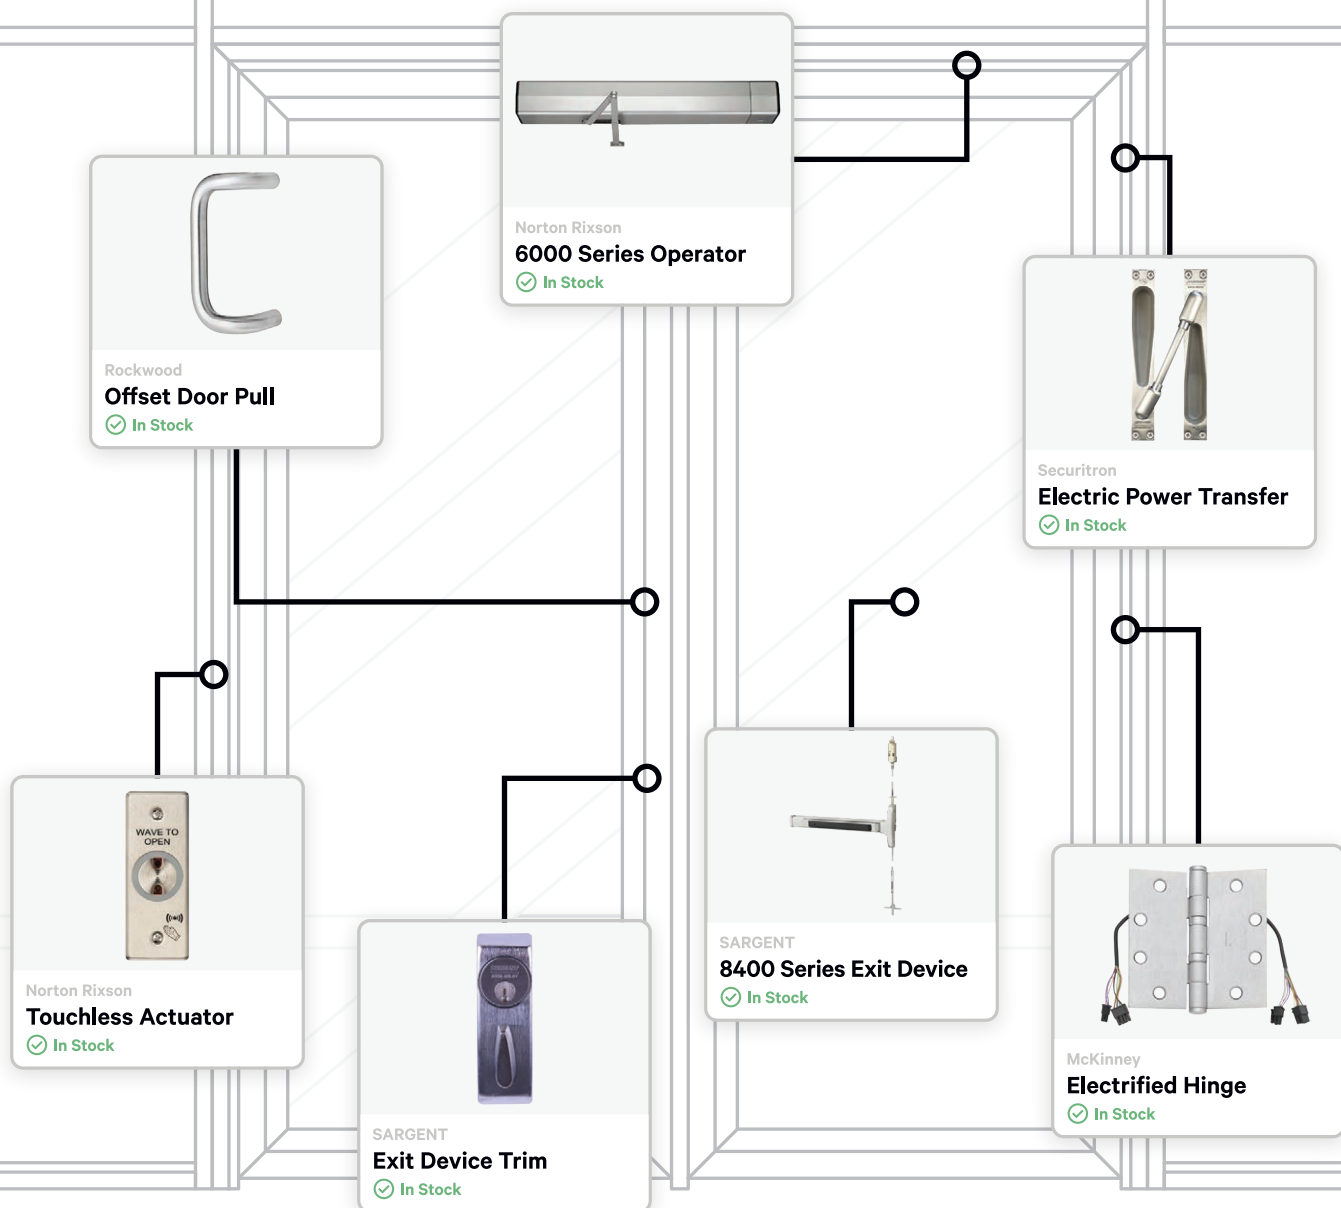 Norton Rixson
6000 Series Operator
In Stock
Rockwood
Offset Door Pull
In Stock
Securitron
Electric Power Transfer
In Stock
WAVE TO
OPEN
Norton Rixson
Touchless Actuator
In Stock
SARGENT
Exit Device Trim
In Stock
SARGENT
8400 Series Exit Device
In Stock
McKinney
Electrified Hinge
In Stock